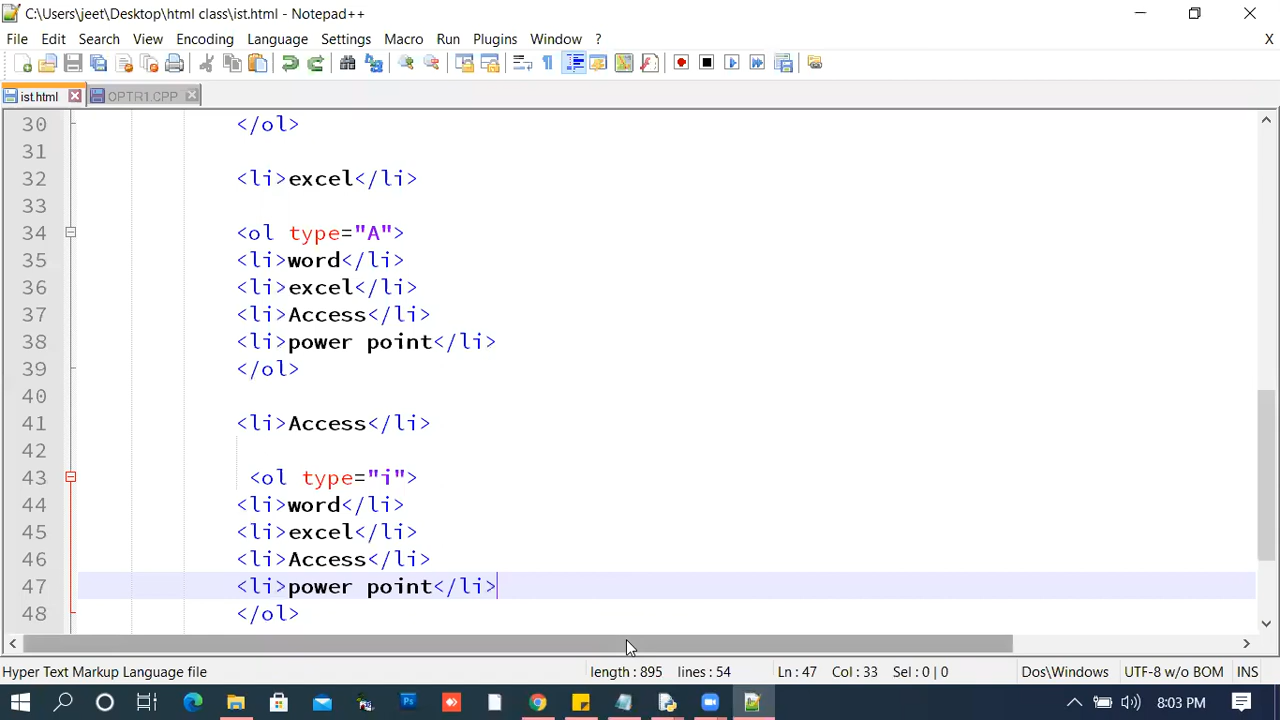 C:\Users\jeet\Desktop\html class\ist.html - Notepad++
File Edit Search View Encoding Language Settings Macro Run Plugins Window ? X
ist.html OPTR1.CPP
30 </ol>
31
32 <li>excel</li>
33
34 <ol type="A">
35 <li>word</li>
36 <li>excel</li>
37 <li>Access</li>
38 <li>power point</li>
39 </ol>
40
41 <li>Access</li>
42
43 <ol type="i">
44 <li>word</li>
45 <li>excel</li>
46 <li>Access</li>
47 <li>power point</li>
48 </ol>
Hyper Text Markup Language file length : 895 lines : 54 Ln : 47 Col : 33 Sel : 0 | 0 Dos\Windows UTF-8 w/o BOM INS
Ps 8:03 PM